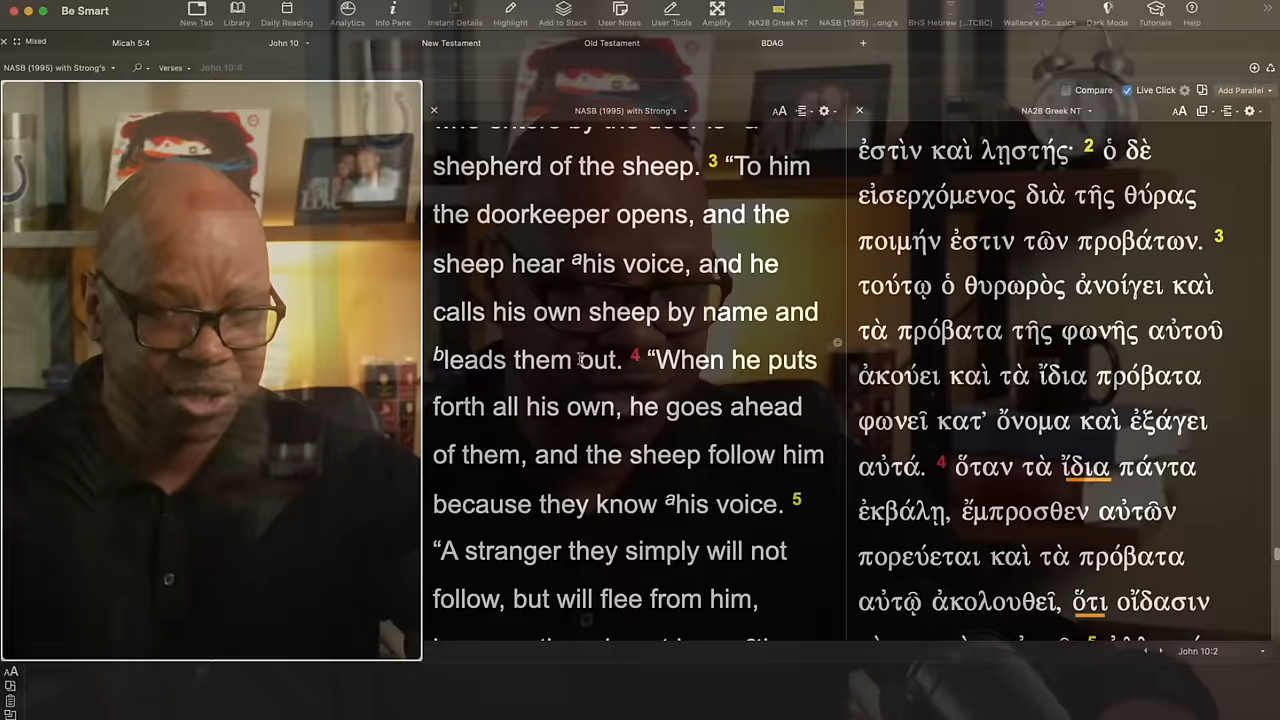 Be Smart
New Tab
Library
Daily Reading
Analytics
Info Pane
Instant Details
Highlight
Add to Stack
User Notes
User Tools
Amplify
NA28 Greek NT
NASB (1995) ...ong's
BHS Hebrew (...TCBC)
Wallace's Gr...asics
Dark Mode
Tutorials
Help
Mixed
Micah 5:4
John 10
New Testament
Old Testament
BDAG
NASB (1995) with Strong's
Verses
John 10:4
Compare
Live Click
Add Parallel
NASB (1995) with Strong's
shepherd of the sheep. 3 “To him
the doorkeeper opens, and the
sheep hear ahis voice, and he
calls his own sheep by name and
bleads them out. 4 “When he puts
forth all his own, he goes ahead
of them, and the sheep follow him
because they know ahis voice. 5
“A stranger they simply will not
follow, but will flee from him,
NA28 Greek NT
ἐστὶν καὶ λῃστής· 2 ὁ δὲ
εἰσερχόμενος διὰ τῆς θύρας
ποιμήν ἐστιν τῶν προβάτων. 3
τούτῳ ὁ θυρωρὸς ἀνοίγει καὶ
τὰ πρόβατα τῆς φωνῆς αὐτοῦ
ἀκούει καὶ τὰ ἴδια πρόβατα
φωνεῖ κατ’ ὄνομα καὶ ἐξάγει
αὐτά. 4 ὅταν τὰ ἴδια πάντα
ἐκβάλῃ, ἔμπροσθεν αὐτῶν
πορεύεται καὶ τὰ πρόβατα
αὐτῷ ἀκολουθεῖ, ὅτι οἴδασιν
John 10:2